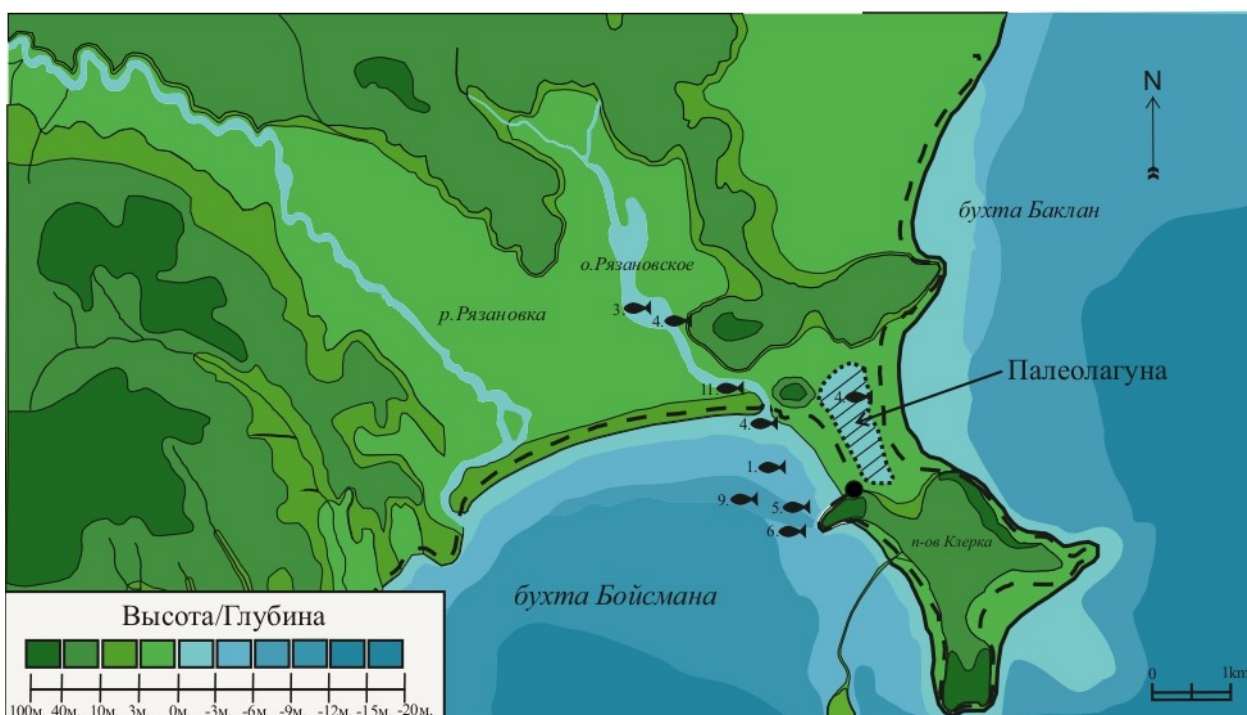 N
бухта Баклан
о.Рязановское
р.Рязановка
3.
4.
Палеолагуна
11.
4.
4.
1.
9.
5.
6.
п-ов Клерка
бухта Бойсмана
Высота/Глубина
100м. 40м. 10м. 3м. 0м. -3м. -6м. -9м. -12м. -15м. -20м.
0 1km